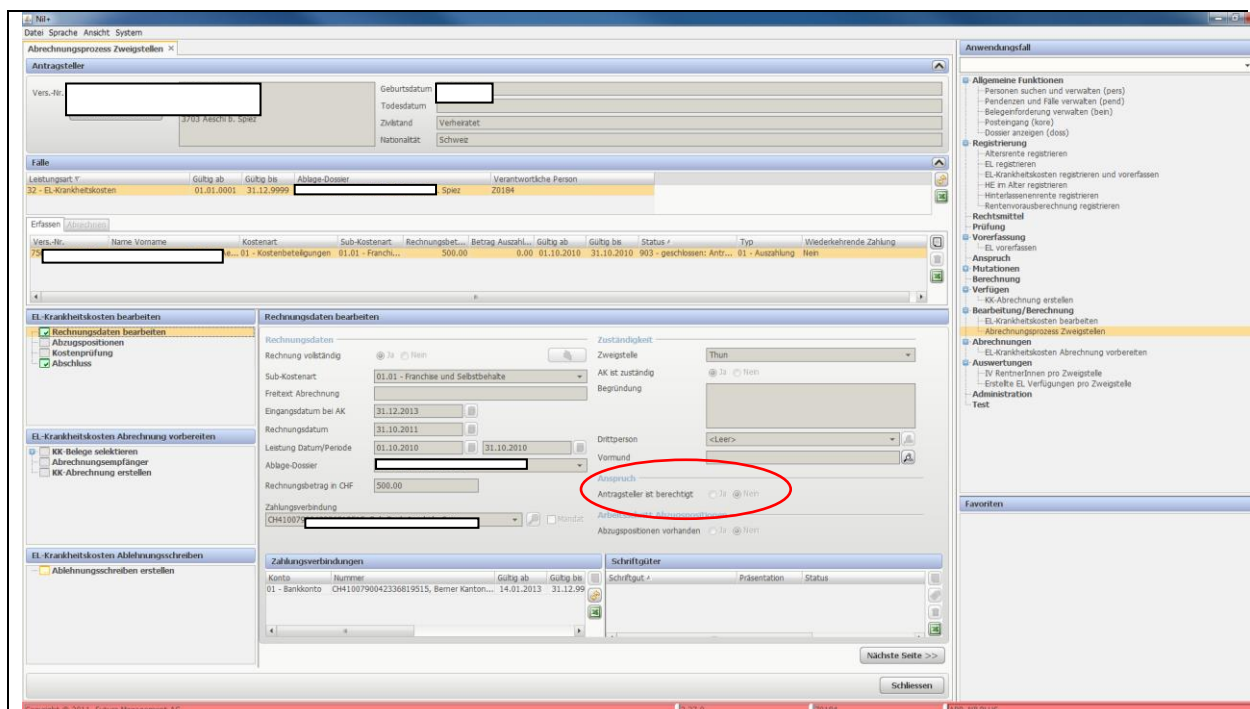 Nil+
Datei Sprache Ansicht System
Abrechnungsprozess Zweigstellen ×
Antragsteller
Vers.-Nr.
3703 Aeschi b. Spiez
Geburtsdatum
Todesdatum
Zivilstand Verheiratet
Nationalität Schweiz
Fälle
Leistungsart Gültig ab Gültig bis Ablage-Dossier Verantwortliche Person
32 - EL-Krankheitskosten 01.01.0001 31.12.9999 . Spiez Z0184
Erfassen Abrechnen
Vers.-Nr. Name Vorname Kostenart Sub-Kostenart Rechnungsbet... Betrag Auszahl... Gültig ab Gültig bis Status Typ Wiederkehrende Zahlung
75 e... 01 - Kostenbeteiligungen 01.01 - Franchi... 500.00 0.00 01.10.2010 31.10.2010 903 - geschlossen: Antr... 01 - Auszahlung Nein
EL-Krankheitskosten bearbeiten
Rechnungsdaten bearbeiten
Abzugspositionen
Kostenprüfung
Abschluss
EL-Krankheitskosten Abrechnung vorbereiten
KK-Belege selektieren
Abrechnungsempfänger
KK-Abrechnung erstellen
EL-Krankheitskosten Ablehnungsschreiben
Ablehnungsschreiben erstellen
Rechnungsdaten bearbeiten
Rechnungsdaten
Rechnung vollständig Ja Nein
Sub-Kostenart 01.01 - Franchise und Selbstbehalte
Freitext Abrechnung
Eingangsdatum bei AK 31.12.2013
Rechnungsdatum 31.10.2011
Leistung Datum/Periode 01.10.2010 31.10.2010
Ablage-Dossier
Rechnungsbetrag in CHF 500.00
Zahlungsverbindung
CH410079 Mandat
Zuständigkeit
Zweigstelle Thun
AK ist zuständig Ja Nein
Begründung
Drittperson <Leer>
Vormund
Anspruch
Antragsteller ist berechtigt Ja Nein
Arbeitsschritt Abzugspositionen
Abzugspositionen vorhanden Ja Nein
Zahlungsverbindungen
Konto Nummer Gültig ab Gültig bis
01 - Bankkonto CH4100790042336819515, Berner Kanton... 14.01.2013 31.12.99
Schriftgüter
Schriftgut Präsentation Status
Nächste Seite >>
Schliessen
Anwendungsfall
Allgemeine Funktionen
Personen suchen und verwalten (pers)
Pendenzen und Fälle verwalten (pend)
Belegeinforderung verwalten (bein)
Posteingang (kore)
Dossier anzeigen (doss)
Registrierung
Altersrente registrieren
EL registrieren
EL-Krankheitskosten registrieren und vorerfassen
HE im Alter registrieren
Hinterlassenenrente registrieren
Rentenvorausberechnung registrieren
Rechtsmittel
Prüfung
Vorerfassung
EL vorerfassen
Anspruch
Mutationen
Berechnung
Verfügen
KK-Abrechnung erstellen
Bearbeitung/Berechnung
EL-Krankheitskosten bearbeiten
Abrechnungsprozess Zweigstellen
Abrechnungen
EL-Krankheitskosten Abrechnung vorbereiten
Auswertungen
IV RentnerInnen pro Zweigstelle
Erstellte EL Verfügungen pro Zweigstelle
Administration
Test
Favoriten